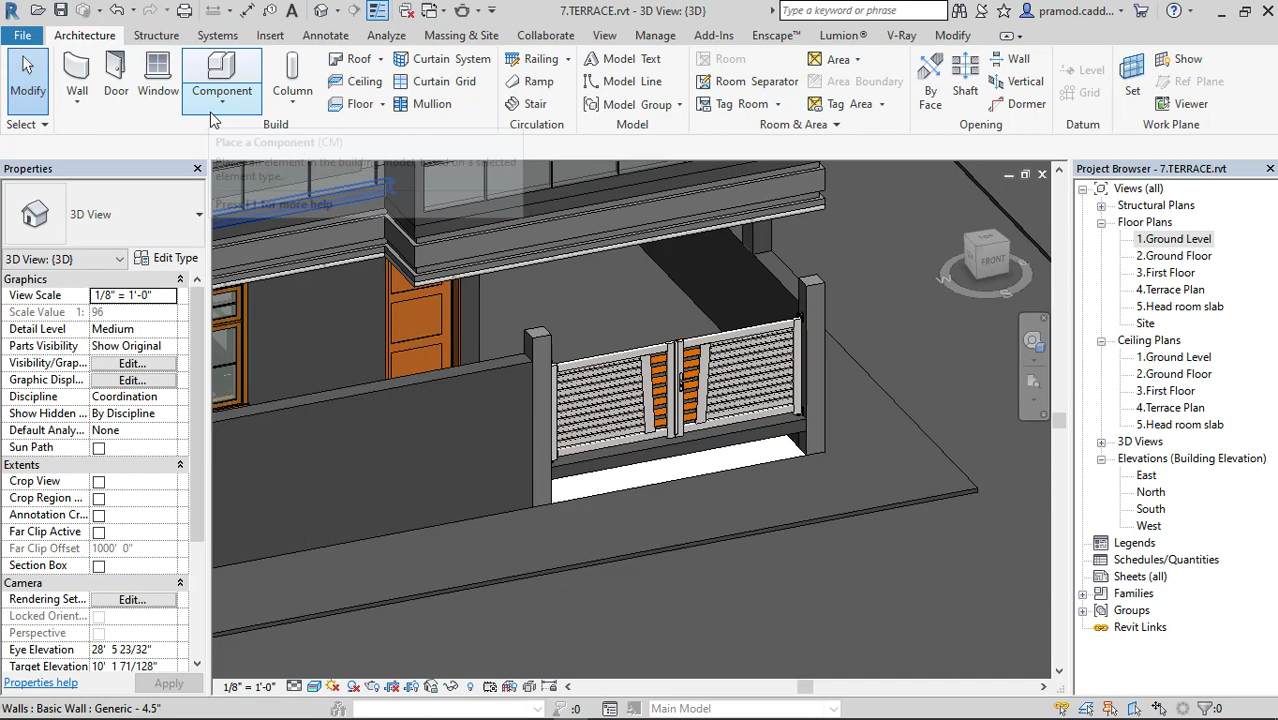 7.TERRACE.rvt - 3D View: {3D}
Type a keyword or phrase
pramod.cadd...
File Architecture Structure Systems Insert Annotate Analyze Massing & Site Collaborate View Manage Add-Ins Enscape™ Lumion® V-Ray Modify
Modify
Select
Wall
Door
Window
Component
Column
Roof
Ceiling
Floor
Curtain System
Curtain Grid
Mullion
Build
Railing
Ramp
Stair
Circulation
Model Text
Model Line
Model Group
Model
Room
Room Separator
Tag Room
Area
Area Boundary
Tag Area
Room & Area
By Face
Shaft
Wall
Vertical
Dormer
Opening
Level
Grid
Datum
Set
Show
Ref Plane
Viewer
Work Plane
Place a Component (CM)
element type.
Press F1 for more help
Properties
3D View
3D View: {3D}
Edit Type
Graphics
View Scale 1/8" = 1'-0"
Scale Value 1: 96
Detail Level Medium
Parts Visibility Show Original
Visibility/Grap... Edit...
Graphic Displ... Edit...
Discipline Coordination
Show Hidden ... By Discipline
Default Analy... None
Sun Path
Extents
Crop View
Crop Region ...
Annotation Cr...
Far Clip Active
Far Clip Offset 1000' 0"
Section Box
Camera
Rendering Set... Edit...
Locked Orient...
Perspective
Eye Elevation 28' 5 23/32"
Target Elevation 10' 1 71/128"
Properties help
Apply
TOP
FRONT
W
S
Project Browser - 7.TERRACE.rvt
Views (all)
Structural Plans
Floor Plans
1.Ground Level
2.Ground Floor
3.First Floor
4.Terrace Plan
5.Head room slab
Site
Ceiling Plans
1.Ground Level
2.Ground Floor
3.First Floor
4.Terrace Plan
5.Head room slab
3D Views
Elevations (Building Elevation)
East
North
South
West
Legends
Schedules/Quantities
Sheets (all)
Families
Groups
Revit Links
1/8" = 1'-0"
Walls : Basic Wall : Generic - 4.5"
:0
Main Model
:0